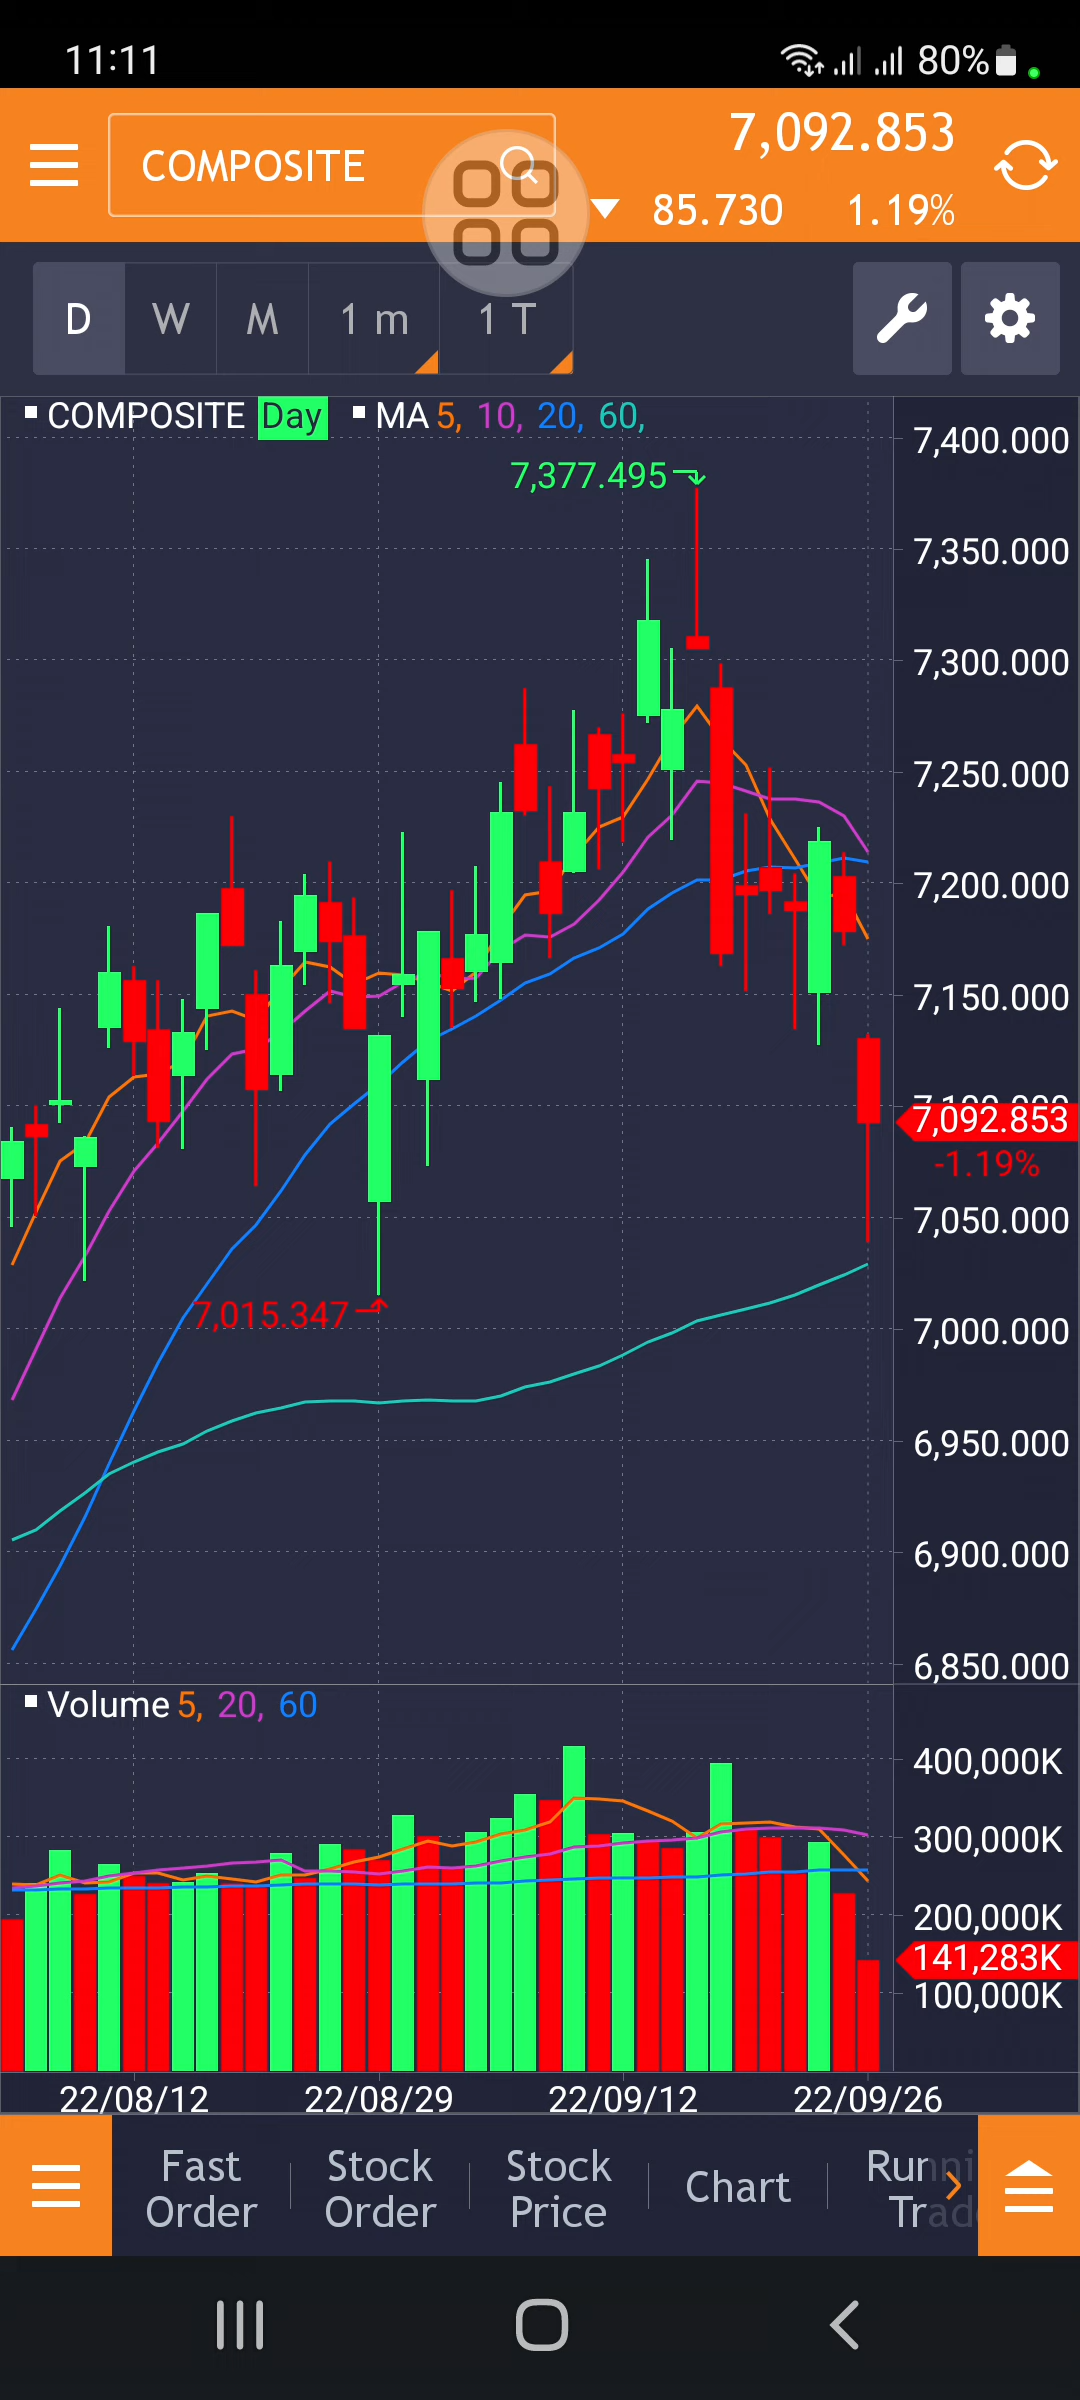 11:11 80%
COMPOSITE 7,092.853
85.730 1.19%
D W M 1 m 1 T
COMPOSITE Day MA 5, 10, 20, 60,
7,400.000
7,377.495
7,350.000
7,300.000
7,250.000
7,200.000
7,150.000
7,100.000
7,092.853
-1.19%
7,050.000
7,015.347
7,000.000
6,950.000
6,900.000
6,850.000
Volume 5, 20, 60
400,000K
300,000K
200,000K
141,283K
100,000K
22/08/12 22/08/29 22/09/12 22/09/26
Fast Stock Stock Runni
Order Order Price Chart Trad